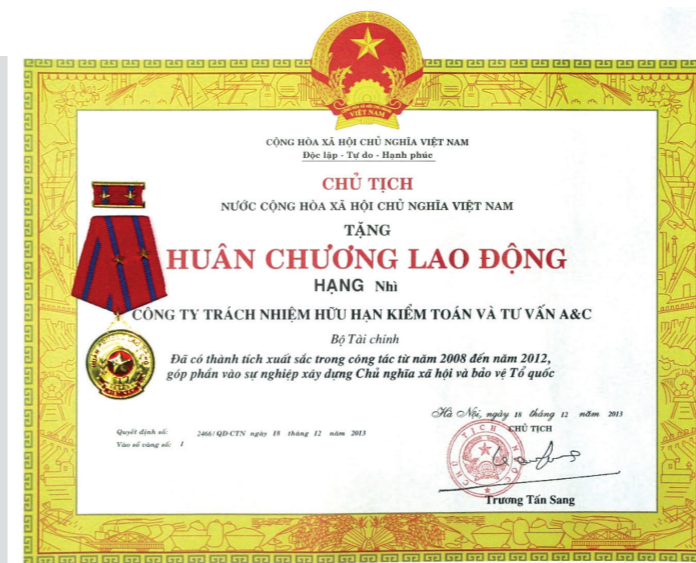 VIỆT NAM
CỘNG HÒA XÃ HỘI CHỦ NGHĨA VIỆT NAM
Độc lập - Tự do - Hạnh phúc
CHỦ TỊCH
NƯỚC CỘNG HÒA XÃ HỘI CHỦ NGHĨA VIỆT NAM
TẶNG
HUÂN CHƯƠNG LAO ĐỘNG
HẠNG Nhì
CÔNG TY TRÁCH NHIỆM HỮU HẠN KIỂM TOÁN VÀ TƯ VẤN A&C
Bộ Tài chính
Đã có thành tích xuất sắc trong công tác từ năm 2008 đến năm 2012,
góp phần vào sự nghiệp xây dựng Chủ nghĩa xã hội và bảo vệ Tổ quốc
Hà Nội, ngày 18 tháng 12 năm 2013
Quyết định số: 2466/QĐ-CTN ngày 18 tháng 12 năm 2013
Vào sổ vàng số: 1
CHỦ TỊCH
CHỦ TỊCH NƯỚC
Trương Tấn Sang